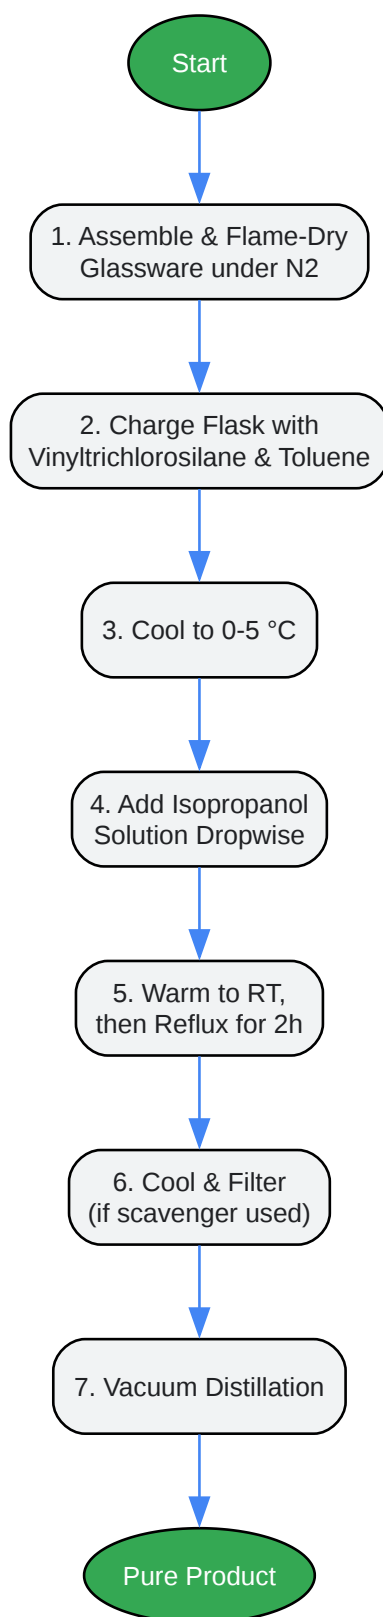 Start
1. Assemble & Flame-Dry
Glassware under N2
2. Charge Flask with
Vinyltrichlorosilane & Toluene
3. Cool to 0-5 °C
4. Add Isopropanol
Solution Dropwise
5. Warm to RT,
then Reflux for 2h
6. Cool & Filter
(if scavenger used)
7. Vacuum Distillation
Pure Product